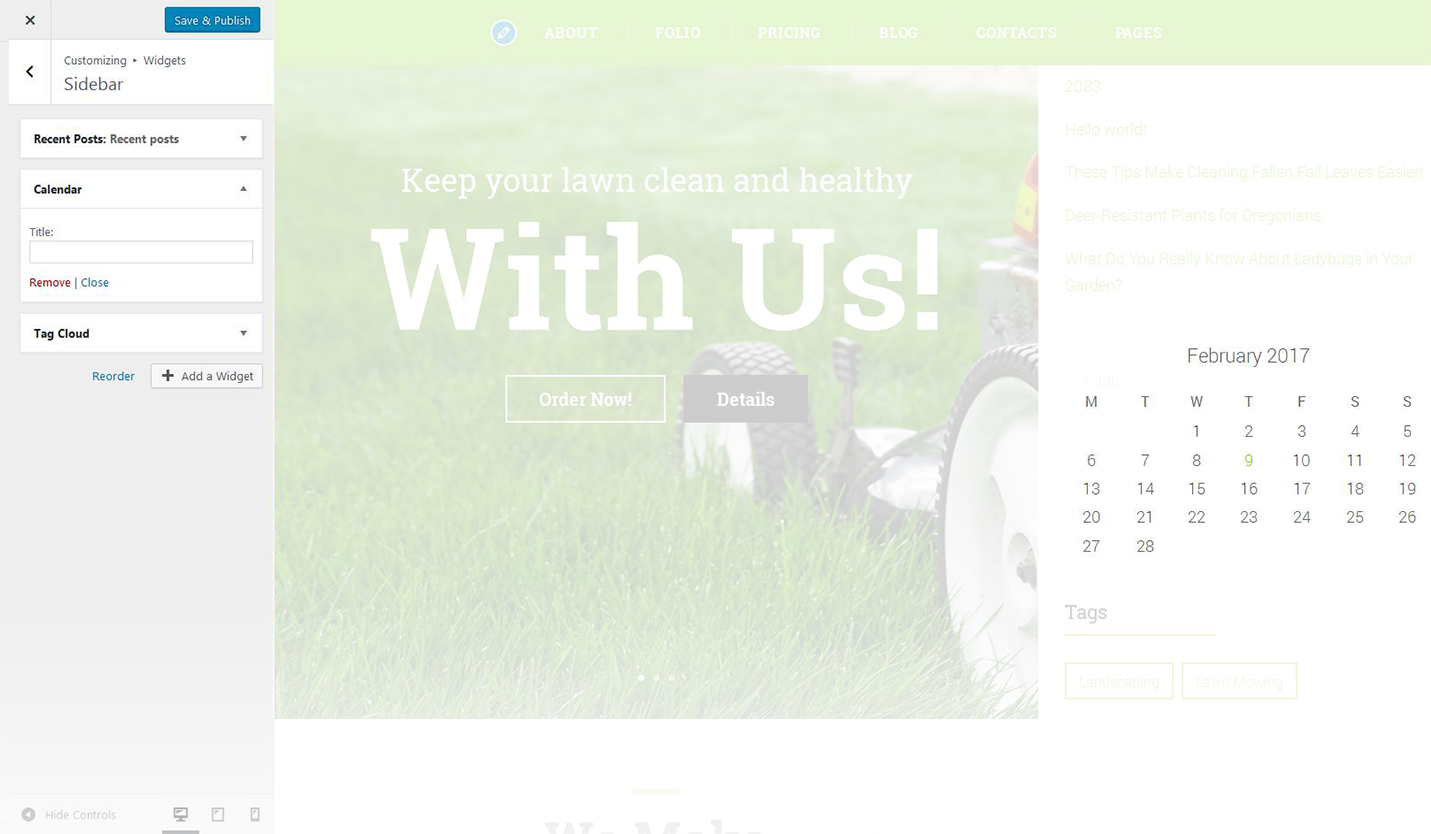 Save & Publish
Customizing ▸ Widgets
Sidebar
Recent Posts: Recent posts
Calendar
Title:
Remove | Close
Tag Cloud
Reorder
Add a Widget
Hide Controls
ABOUT FOLIO PRICING BLOG CONTACTS PAGES
Keep your lawn clean and healthy
With Us!
Order Now! Details
2083
Hello world!
These Tips Make Cleaning Fallen Fall Leaves Easier!
Deer-Resistant Plants for Oregonians
What Do You Really Know About Ladybugs in Your
Garden?
February 2017
« Jan
M T W T F S S
1 2 3 4 5
6 7 8 9 10 11 12
13 14 15 16 17 18 19
20 21 22 23 24 25 26
27 28
Tags
Landscaping Lawn Mowing
We Make